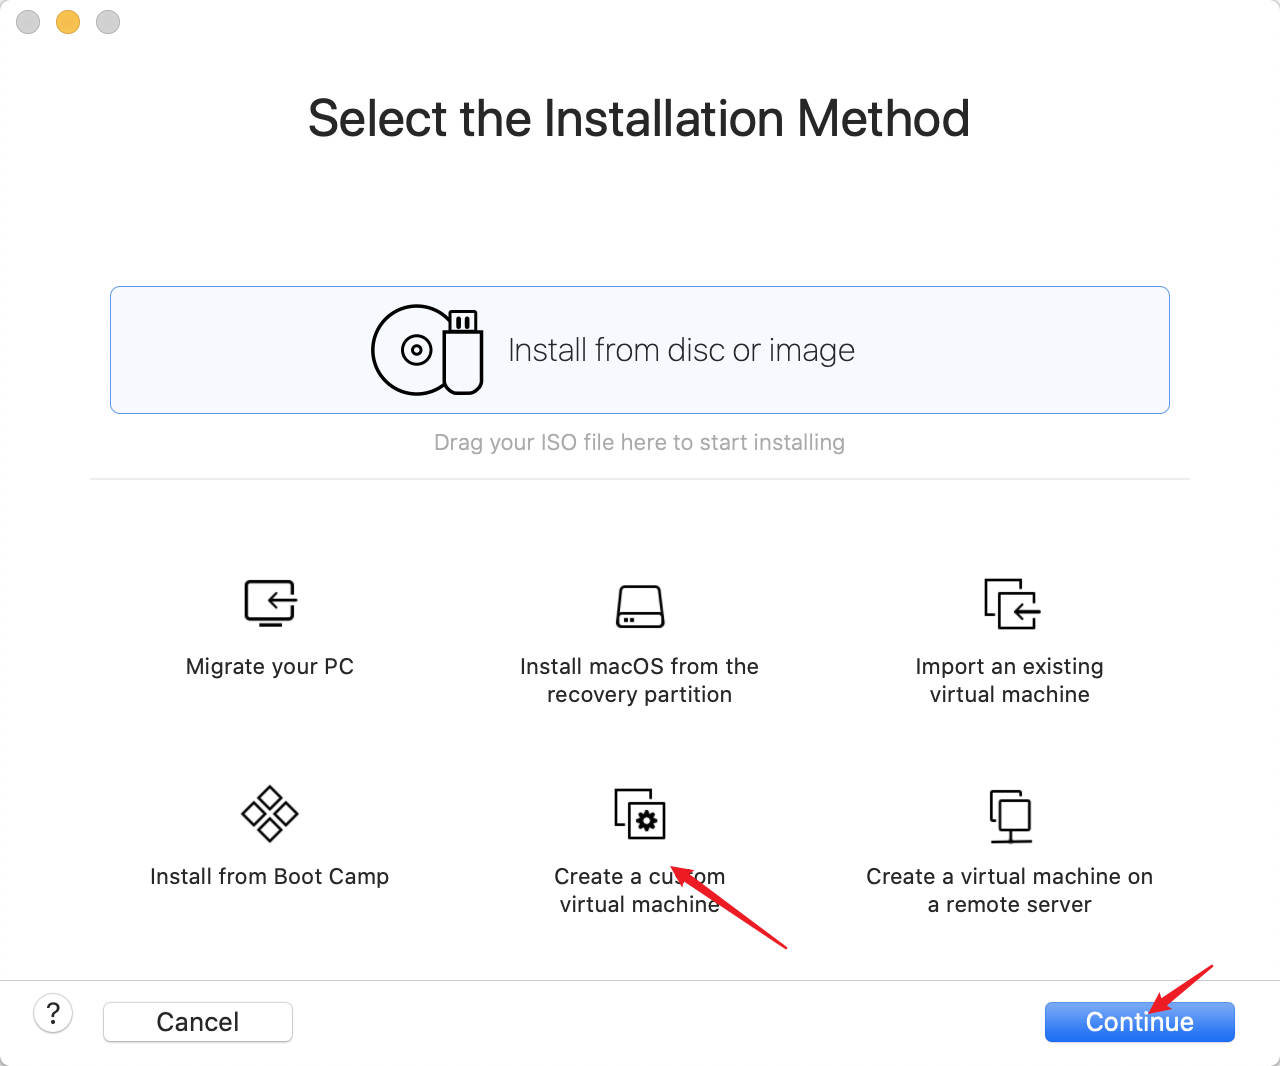 Select the Installation Method
Install from disc or image
Drag your ISO file here to start installing
Migrate your PC
Install macOS from the
recovery partition
Import an existing
virtual machine
Install from Boot Camp
Create a custom
virtual machine
Create a virtual machine on
a remote server
?
Cancel
Continue